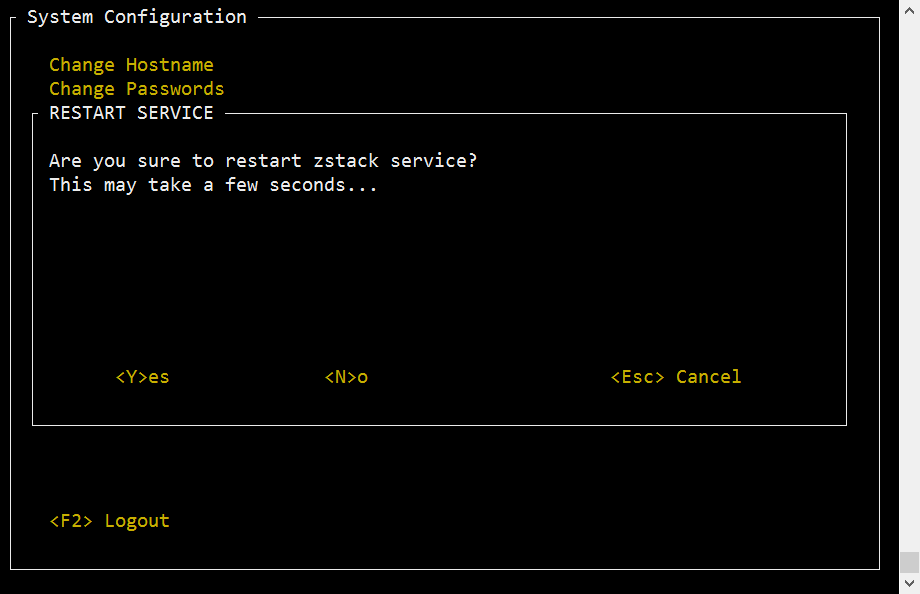 System Configuration
Change Hostname
Change Passwords
RESTART SERVICE
Are you sure to restart zstack service?
This may take a few seconds...
<Y>es <N>o <Esc> Cancel
<F2> Logout